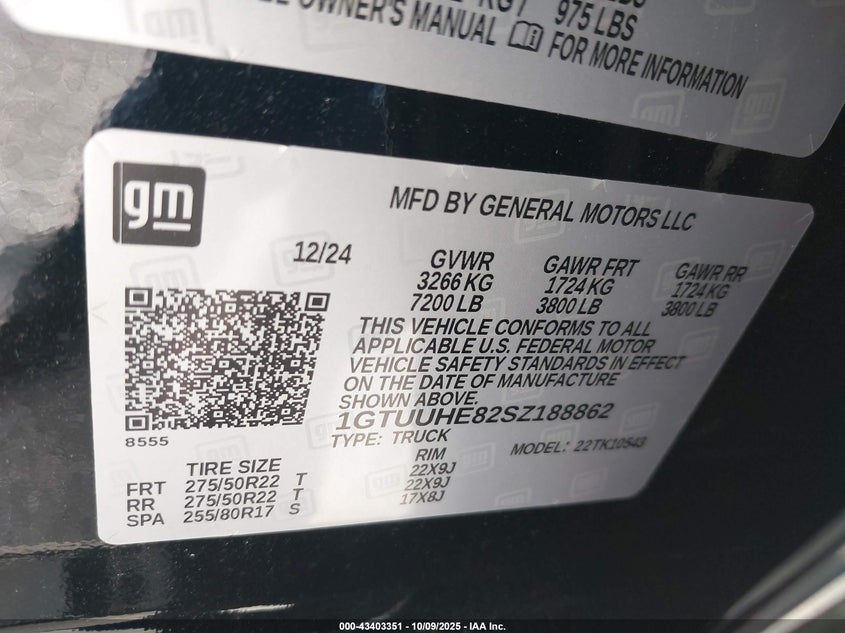 975 LBS
OWNER'S MANUAL FOR MORE INFORMATION
gm
MFD BY GENERAL MOTORS LLC
12/24 GVWR GAWR FRT GAWR RR
3266 KG 1724 KG 1724 KG
7200 LB 3800 LB 3800 LB
THIS VEHICLE CONFORMS TO ALL
APPLICABLE U.S. FEDERAL MOTOR
VEHICLE SAFETY STANDARDS IN EFFECT
ON THE DATE OF MANUFACTURE
SHOWN ABOVE.
1GTUUHE82SZ188862
8555
TYPE: TRUCK MODEL: 22TK10543
TIRE SIZE RIM
FRT 275/50R22 T 22X9J
RR 275/50R22 T 22X9J
SPA 255/80R17 S 17X8J
000-43403351 - 10/09/2025 - IAA Inc.